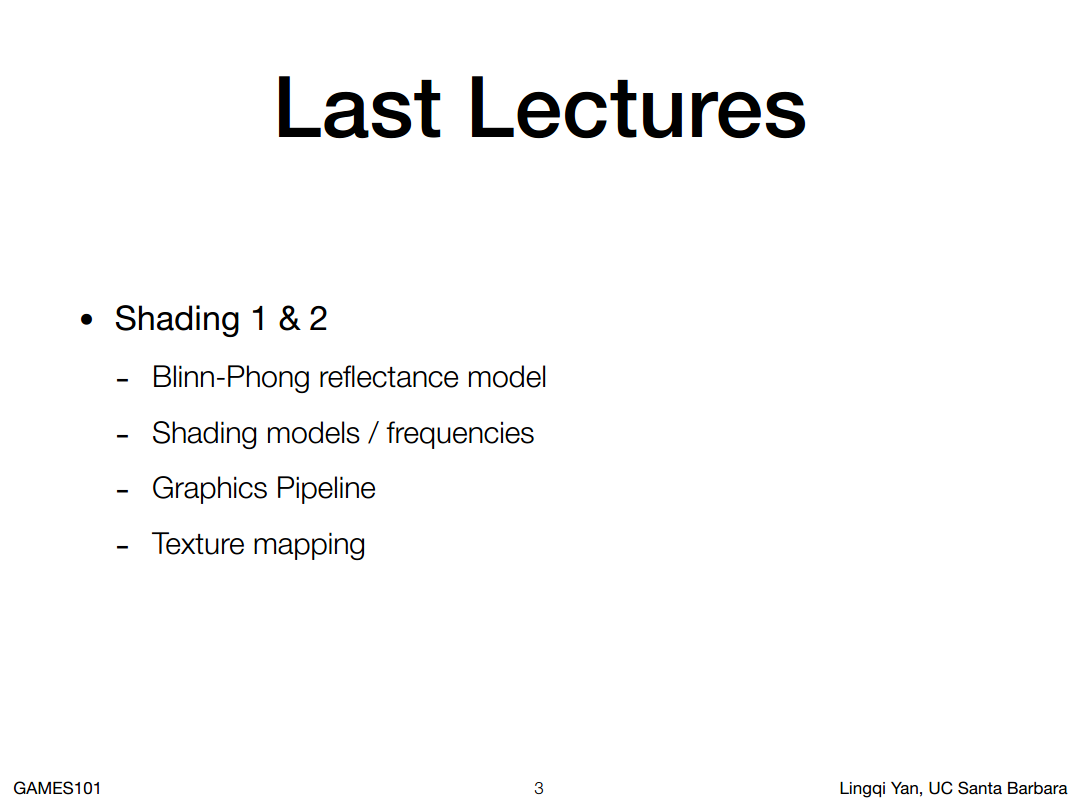 Last Lectures
• Shading 1 & 2
- Blinn-Phong reflectance model
- Shading models / frequencies
- Graphics Pipeline
- Texture mapping
GAMES101 3 Lingqi Yan, UC Santa Barbara